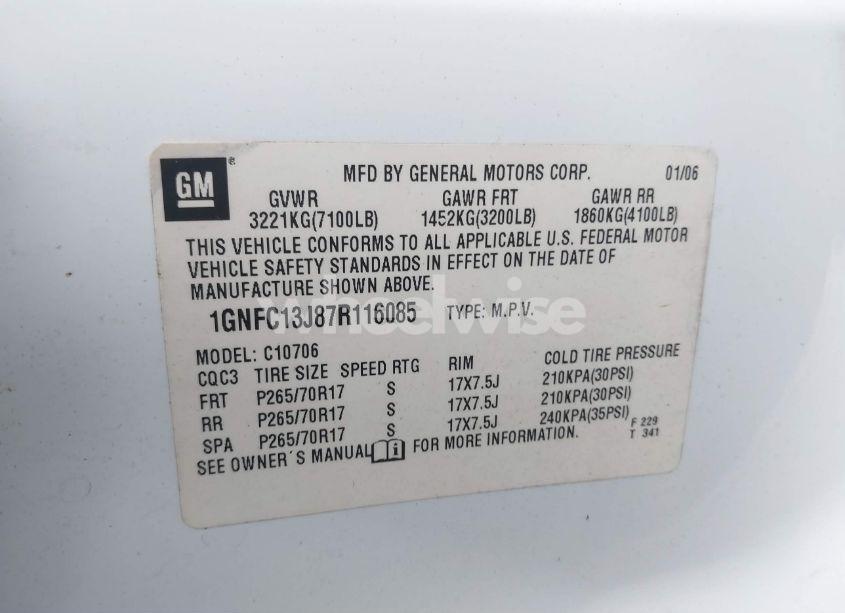 GM ®
MFD BY GENERAL MOTORS CORP. 01/06
GVWR GAWR FRT GAWR RR
3221KG(7100LB) 1452KG(3200LB) 1860KG(4100LB)
THIS VEHICLE CONFORMS TO ALL APPLICABLE U.S. FEDERAL MOTOR
VEHICLE SAFETY STANDARDS IN EFFECT ON THE DATE OF
MANUFACTURE SHOWN ABOVE.
wheelwise
1GNFC13J87R116085 TYPE: M.P.V.
MODEL: C10706
CQC3 TIRE SIZE SPEED RTG RIM COLD TIRE PRESSURE
FRT P265/70R17 S 17X7.5J 210KPA(30PSI)
RR P265/70R17 S 17X7.5J 210KPA(30PSI)
SPA P265/70R17 S 17X7.5J 240KPA(35PSI) F 229
T 341
SEE OWNER´S MANUAL i FOR MORE INFORMATION.